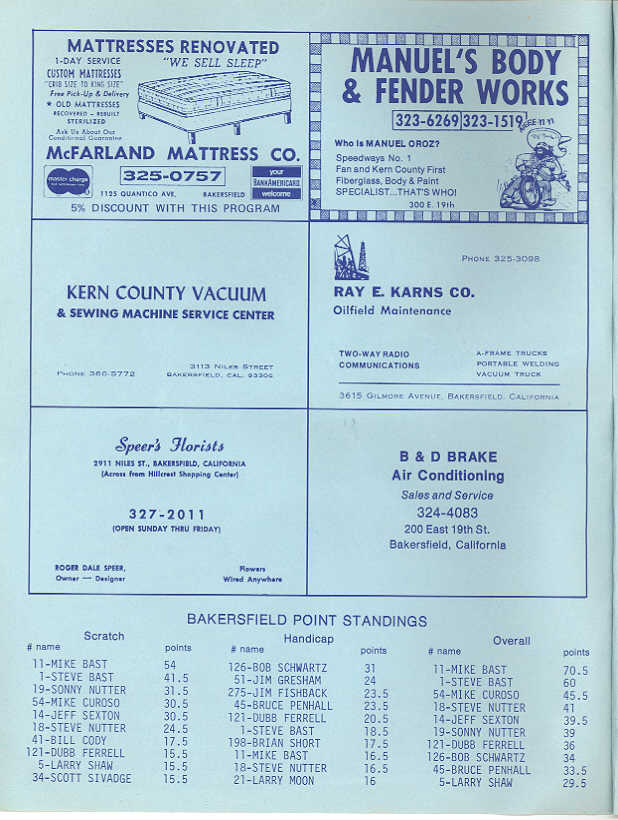 MATTRESSES RENOVATED
1-DAY SERVICE
"WE SELL SLEEP"
CUSTOM MATTRESSES
"CRIB SIZE TO KING SIZE"
Free Pick-Up & Delivery
★ OLD MATTRESSES
RECOVERED - REBUILT
STERILIZED
Ask Us About Our
Conditional Guarantee
McFARLAND MATTRESS CO.
master charge
325-0757
your
BANKAMERICARD
welcome
1125 QUANTICO AVE. BAKERSFIELD
5% DISCOUNT WITH THIS PROGRAM
MANUEL'S BODY
& FENDER WORKS
323-6269 323-1519
Who Is MANUEL OROZ?
Speedways No. 1
Fan and Kern County First
Fiberglass, Body & Paint
SPECIALIST...THAT'S WHO!
300 E. 19th
KERN COUNTY VACUUM
& SEWING MACHINE SERVICE CENTER
PHONE 366-5772
3113 NILES STREET
BAKERSFIELD, CAL. 93306
PHONE 325-3098
RAY E. KARNS CO.
Oilfield Maintenance
TWO-WAY RADIO
COMMUNICATIONS
A-FRAME TRUCKS
PORTABLE WELDING
VACUUM TRUCK
3615 GILMORE AVENUE, BAKERSFIELD, CALIFORNIA
Speer's Florists
2911 NILES ST., BAKERSFIELD, CALIFORNIA
(Across from Hillcrest Shopping Center)
327-2011
(OPEN SUNDAY THRU FRIDAY)
ROGER DALE SPEER,
Owner — Designer
Flowers
Wired Anywhere
B & D BRAKE
Air Conditioning
Sales and Service
324-4083
200 East 19th St.
Bakersfield, California
BAKERSFIELD POINT STANDINGS
Scratch
# name points
11-MIKE BAST 54
1-STEVE BAST 41.5
19-SONNY NUTTER 31.5
54-MIKE CUROSO 30.5
14-JEFF SEXTON 30.5
18-STEVE NUTTER 24.5
41-BILL CODY 17.5
121-DUBB FERRELL 15.5
5-LARRY SHAW 15.5
34-SCOTT SIVADGE 15.5
Handicap
# name points
126-BOB SCHWARTZ 31
51-JIM GRESHAM 24
275-JIM FISHBACK 23.5
45-BRUCE PENHALL 23.5
121-DUBB FERRELL 20.5
1-STEVE BAST 18.5
198-BRIAN SHORT 17.5
11-MIKE BAST 16.5
18-STEVE NUTTER 16.5
21-LARRY MOON 16
Overall
# name points
11-MIKE BAST 70.5
1-STEVE BAST 60
54-MIKE CUROSO 45.5
18-STEVE NUTTER 41
14-JEFF SEXTON 39.5
19-SONNY NUTTER 39
121-DUBB FERRELL 36
126-BOB SCHWARTZ 34
45-BRUCE PENHALL 33.5
5-LARRY SHAW 29.5